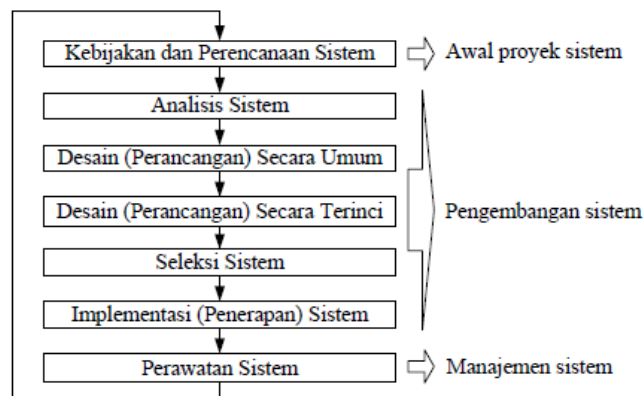 Kebijakan dan Perencanaan Sistem
Awal proyek sistem
Analisis Sistem
Desain (Perancangan) Secara Umum
Desain (Perancangan) Secara Terinci
Pengembangan sistem
Seleksi Sistem
Implementasi (Penerapan) Sistem
Perawatan Sistem
Manajemen sistem